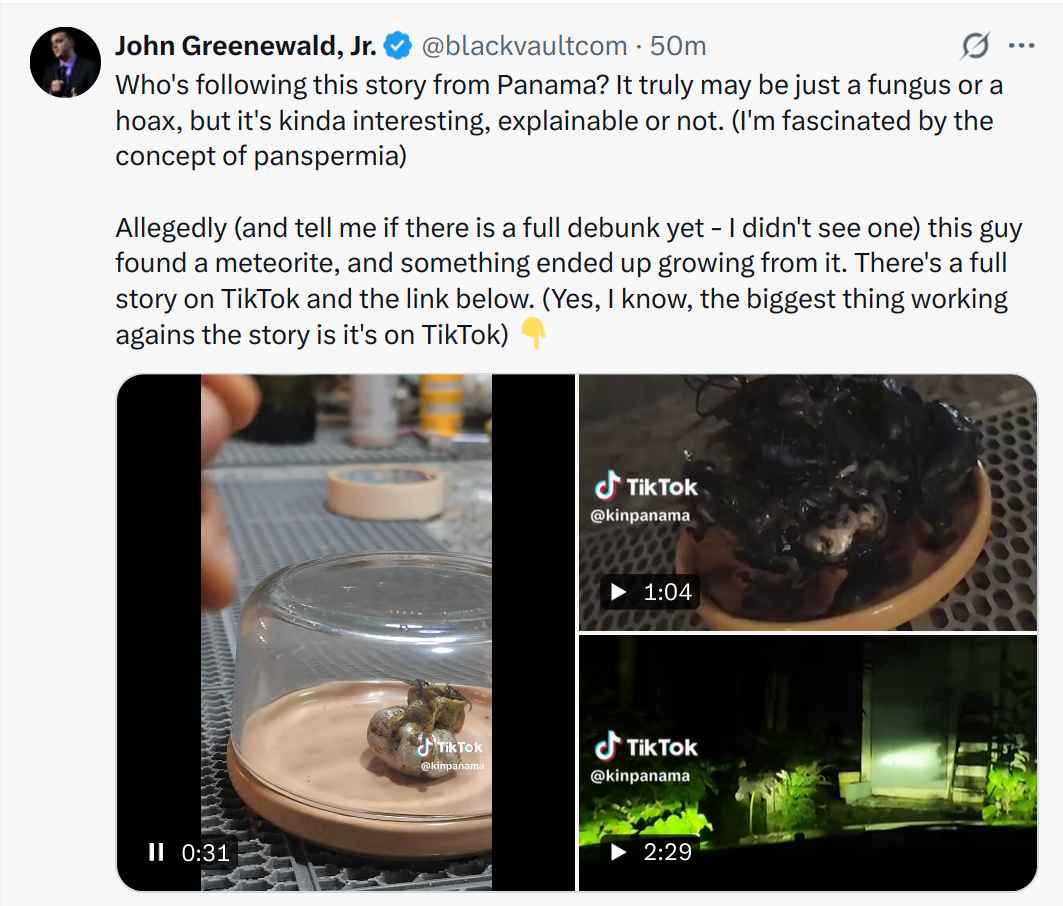 John Greenewald, Jr. @blackvaultcom · 50m
Who's following this story from Panama? It truly may be just a fungus or a
hoax, but it's kinda interesting, explainable or not. (I'm fascinated by the
concept of panspermia)
Allegedly (and tell me if there is a full debunk yet - I didn't see one) this guy
found a meteorite, and something ended up growing from it. There's a full
story on TikTok and the link below. (Yes, I know, the biggest thing working
agains the story is it's on TikTok) 👇
TikTok
@kinpanama
0:31
TikTok
@kinpanama
1:04
TikTok
@kinpanama
2:29